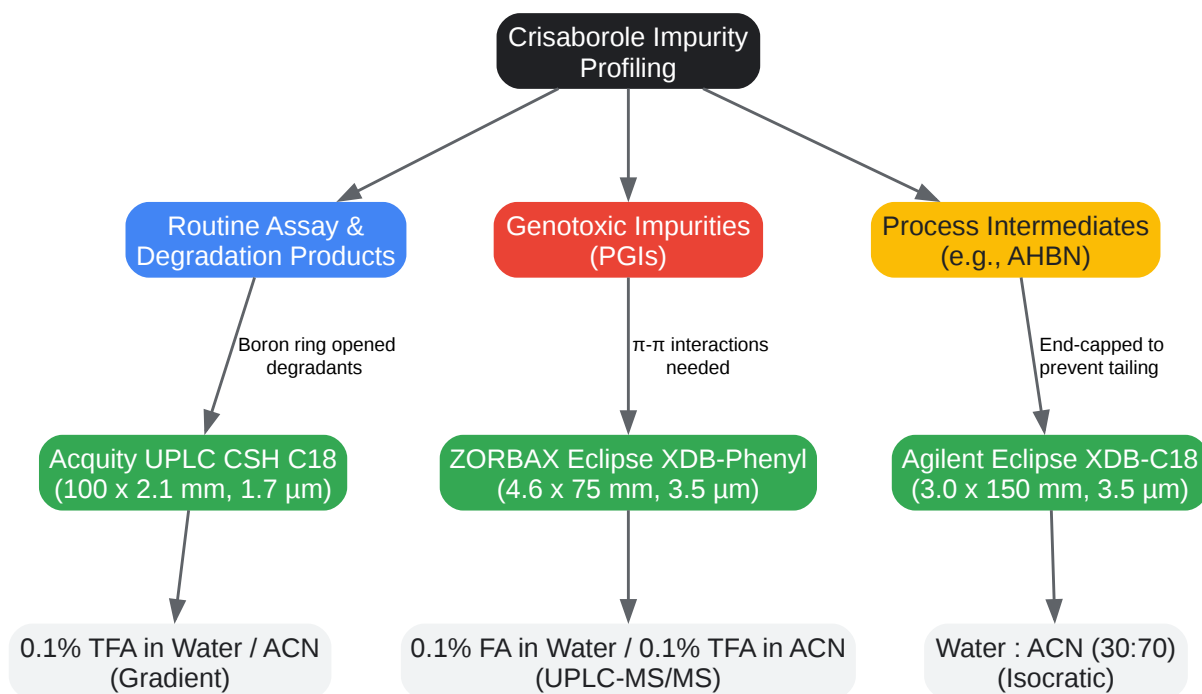 Crisaborole Impurity
Profiling
Routine Assay &
Degradation Products
Genotoxic Impurities
(PGIs)
Process Intermediates
(e.g., AHBN)
Boron ring opened
degradants
π-π interactions
needed
End-capped to
prevent tailing
Acquity UPLC CSH C18
(100 x 2.1 mm, 1.7 µm)
ZORBAX Eclipse XDB-Phenyl
(4.6 x 75 mm, 3.5 µm)
Agilent Eclipse XDB-C18
(3.0 x 150 mm, 3.5 µm)
0.1% TFA in Water / ACN
(Gradient)
0.1% FA in Water / 0.1% TFA in ACN
(UPLC-MS/MS)
Water : ACN (30:70)
(Isocratic)